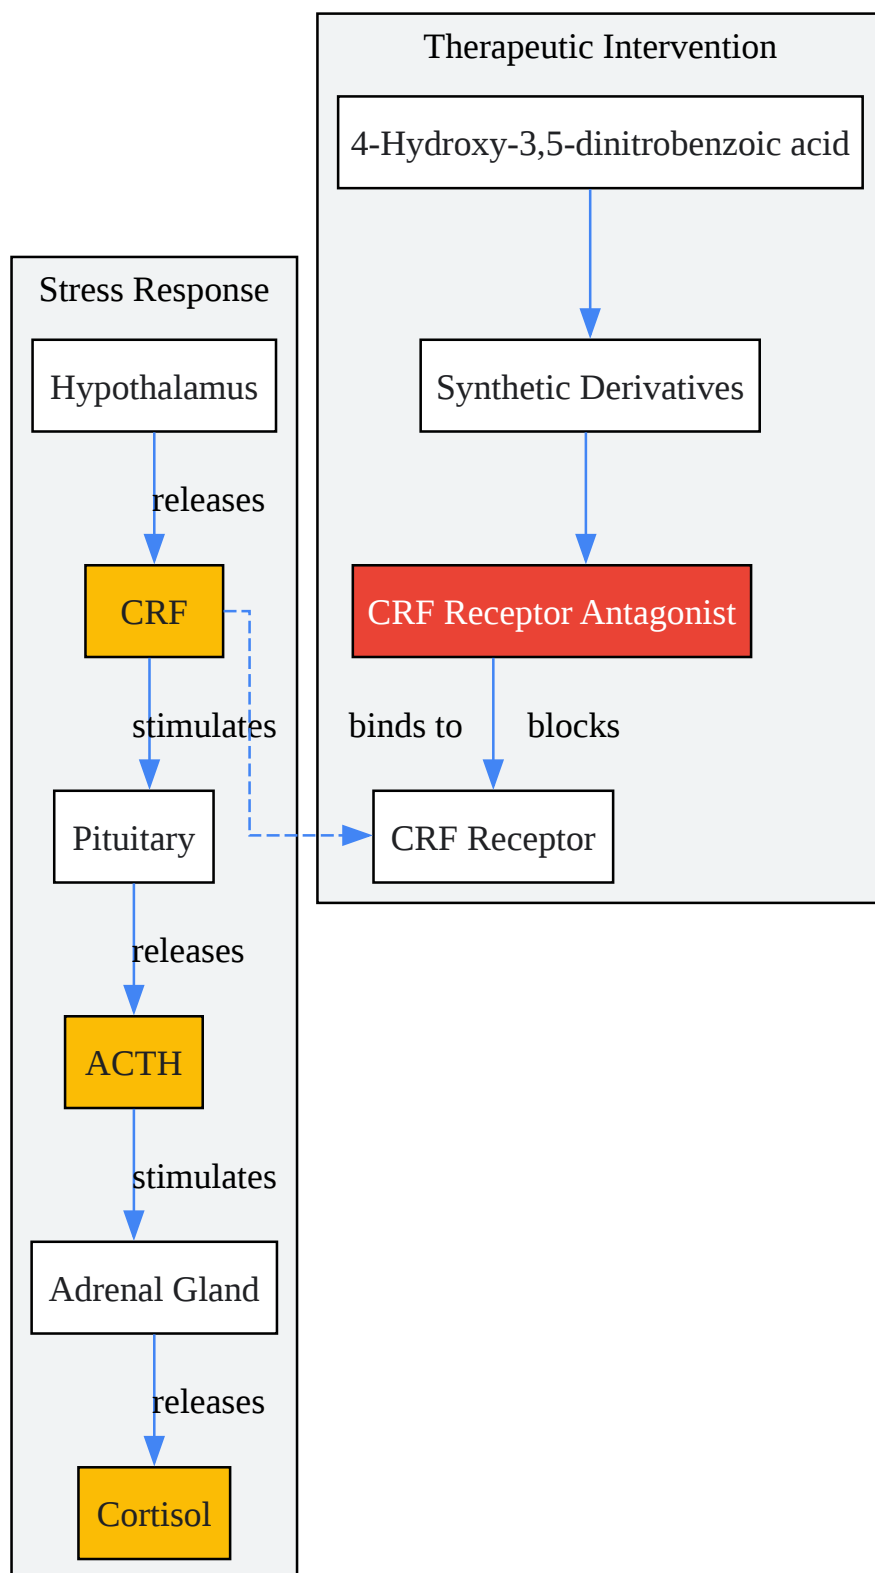 Therapeutic Intervention
4-Hydroxy-3,5-dinitrobenzoic acid
Synthetic Derivatives
CRF Receptor Antagonist
binds to
blocks
CRF Receptor
Stress Response
Hypothalamus
releases
CRF
stimulates
Pituitary
releases
ACTH
stimulates
Adrenal Gland
releases
Cortisol